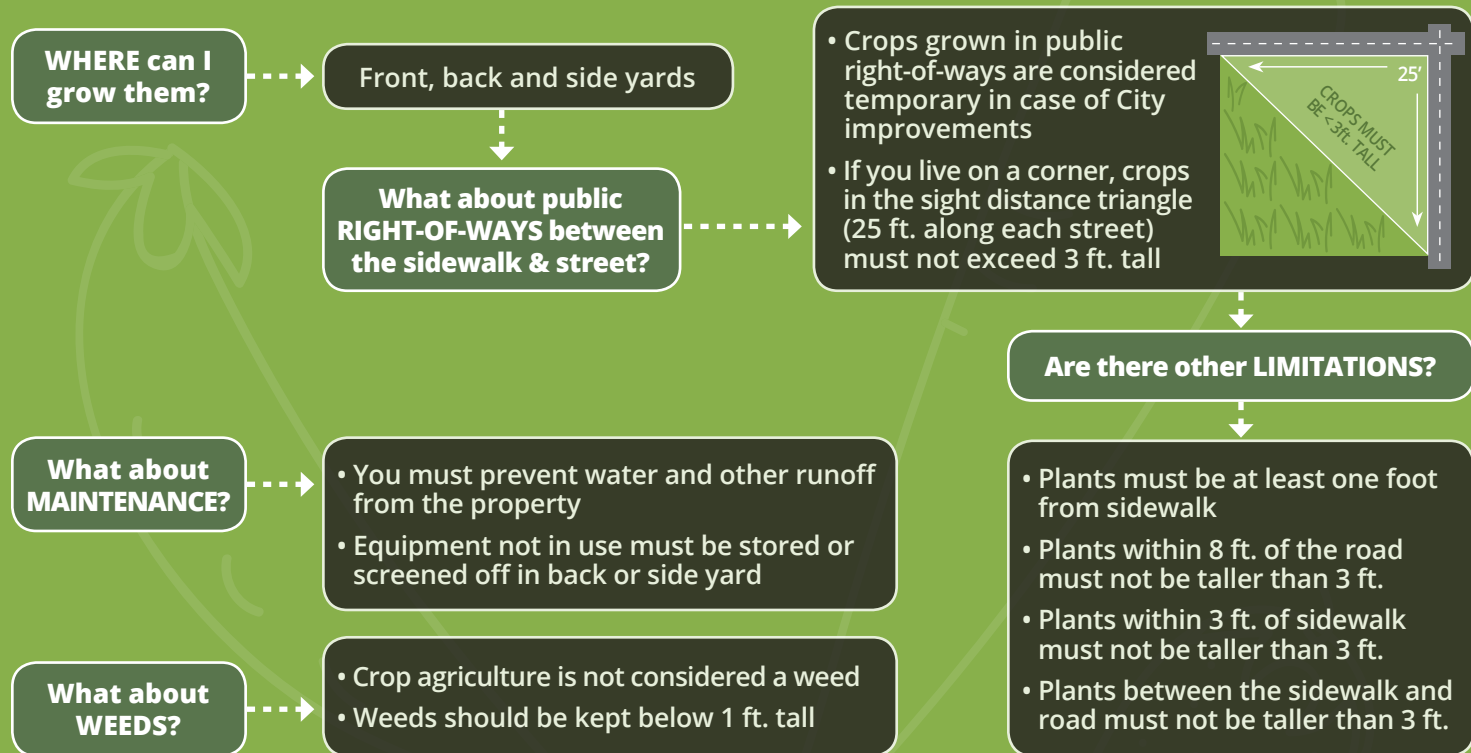 WHERE can I
grow them?
Front, back and side yards
What about public
RIGHT-OF-WAYS between
the sidewalk & street?
• Crops grown in public
right-of-ways are considered
temporary in case of City
improvements
• If you live on a corner, crops
in the sight distance triangle
(25 ft. along each street)
must not exceed 3 ft. tall
25'
CROPS MUST
BE <3ft. TALL
Are there other LIMITATIONS?
• Plants must be at least one foot
from sidewalk
• Plants within 8 ft. of the road
must not be taller than 3 ft.
• Plants within 3 ft. of sidewalk
must not be taller than 3 ft.
• Plants between the sidewalk and
road must not be taller than 3 ft.
What about
MAINTENANCE?
• You must prevent water and other runoff
from the property
• Equipment not in use must be stored or
screened off in back or side yard
What about
WEEDS?
• Crop agriculture is not considered a weed
• Weeds should be kept below 1 ft. tall